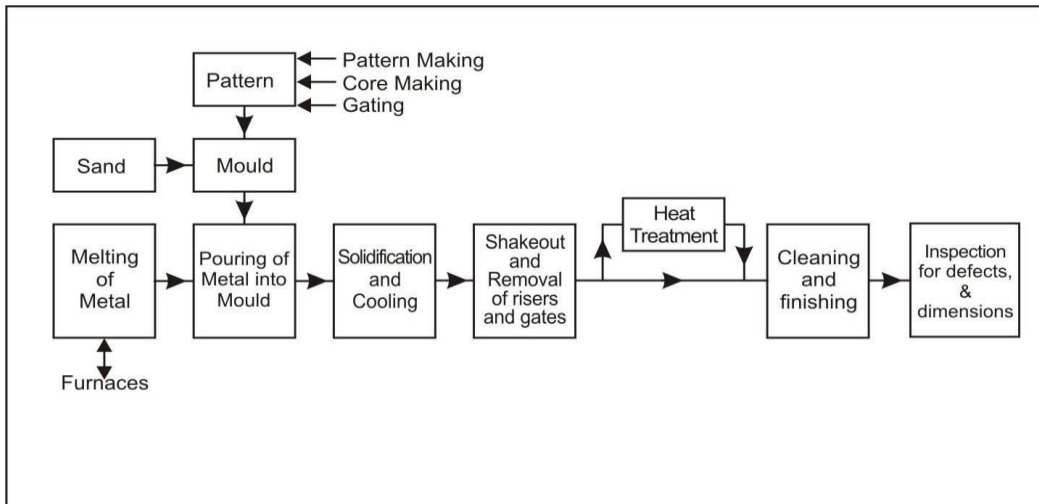 Pattern
Pattern Making
Core Making
Gating
Sand
Mould
Melting
of
Metal
Pouring of
Metal into
Mould
Solidification
and
Cooling
Shakeout
and
Removal
of risers
and gates
Heat
Treatment
Cleaning
and
finishing
Inspection
for defects,
&
dimensions
Furnaces